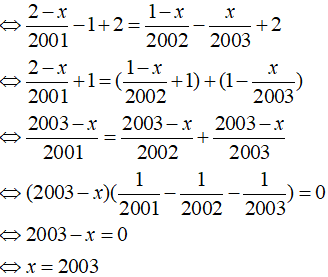 ⇔ (2−x)/2001 − 1 + 2 = (1−x)/2002 − x/2003 + 2
⇔ (2−x)/2001 + 1 = ((1−x)/2002 + 1) + (1 − x/2003)
⇔ (2003−x)/2001 = (2003−x)/2002 + (2003−x)/2003
⇔ (2003−x)(1/2001 − 1/2002 − 1/2003) = 0
⇔ 2003−x = 0
⇔ x = 2003